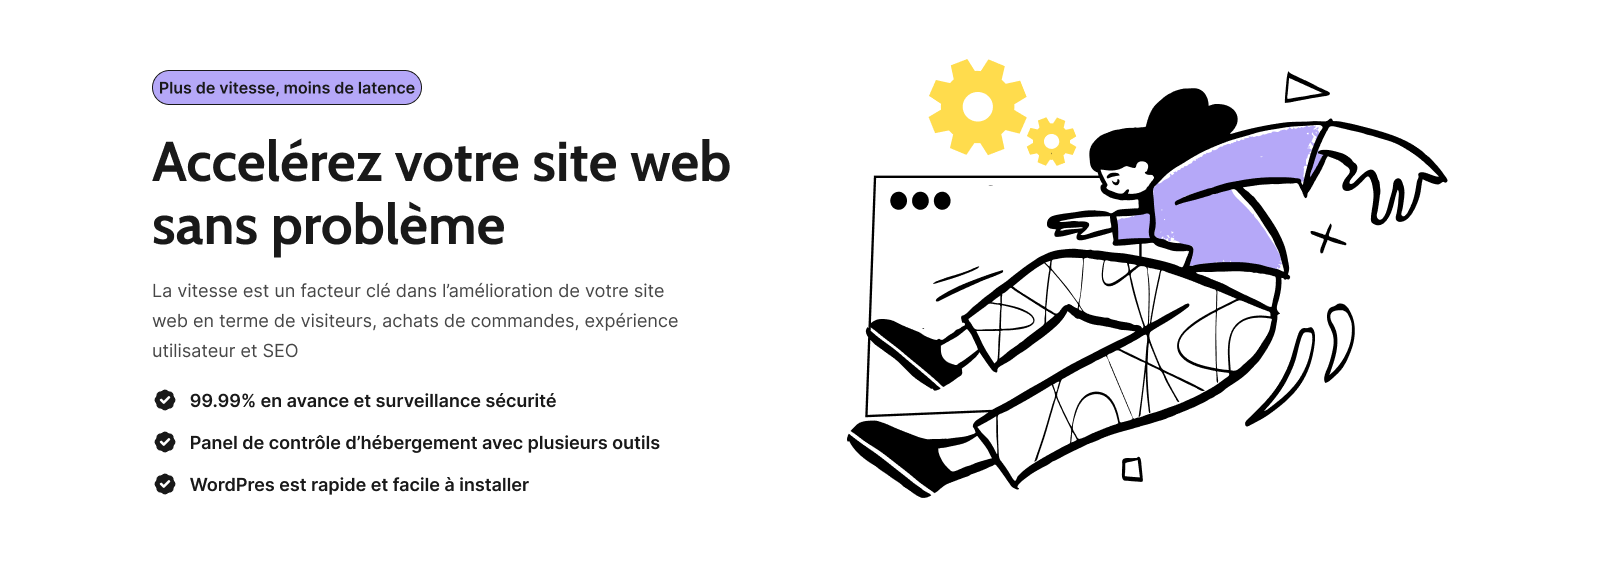 Plus de vitesse, moins de latence
Accelérez votre site web
sans problème
La vitesse est un facteur clé dans l’amélioration de votre site
web en terme de visiteurs, achats de commandes, expérience
utilisateur et SEO
99.99% en avance et surveillance sécurité
Panel de contrôle d’hébergement avec plusieurs outils
WordPres est rapide et facile à installer